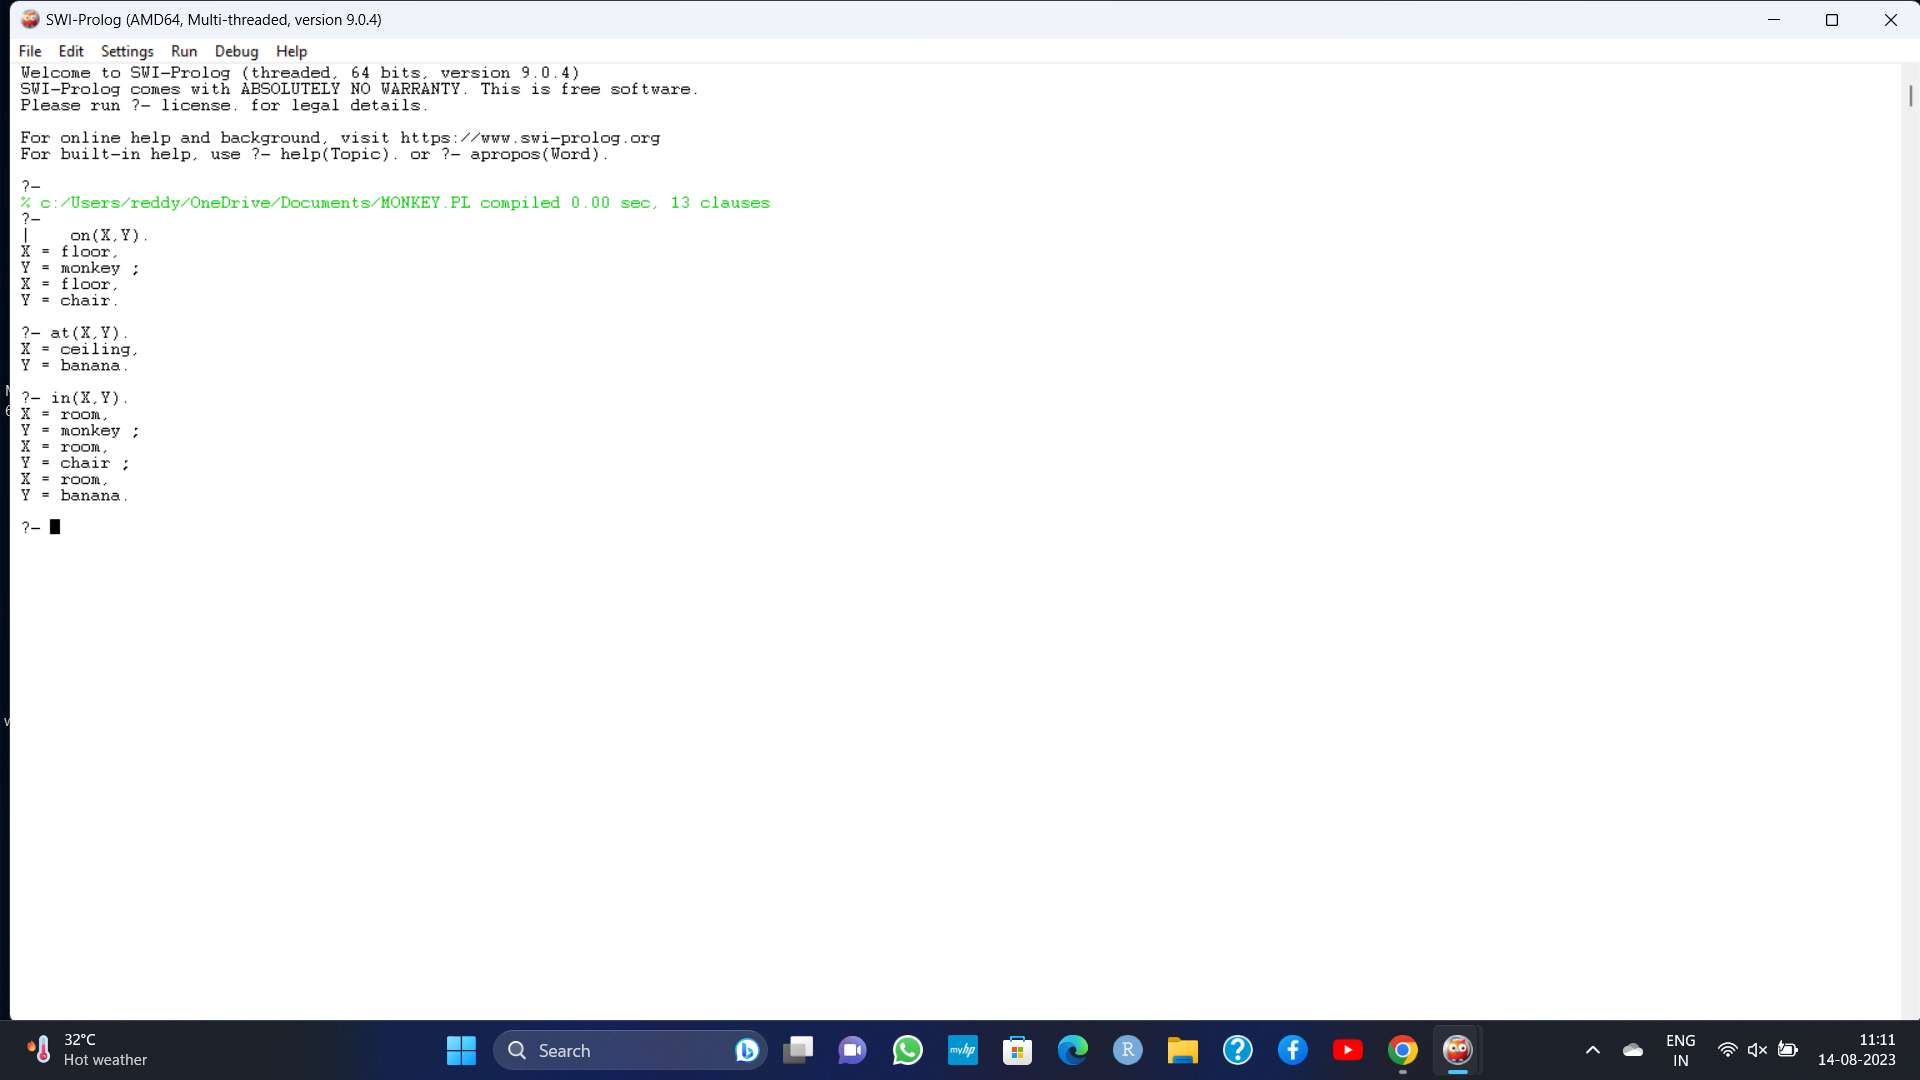 SWI-Prolog (AMD64, Multi-threaded, version 9.0.4)
File Edit Settings Run Debug Help
Welcome to SWI-Prolog (threaded, 64 bits, version 9.0.4)
SWI-Prolog comes with ABSOLUTELY NO WARRANTY. This is free software.
Please run ?- license. for legal details.
For online help and background, visit https://www.swi-prolog.org
For built-in help, use ?- help(Topic). or ?- apropos(Word).
?-
% c:/Users/reddy/OneDrive/Documents/MONKEY.PL compiled 0.00 sec, 13 clauses
?-
|    on(X,Y).
X = floor,
Y = monkey ;
X = floor,
Y = chair.
?- at(X,Y).
X = ceiling,
Y = banana.
?- in(X,Y).
X = room,
Y = monkey ;
X = room,
Y = chair ;
X = room,
Y = banana.
?-
32°C
Hot weather
Search
myhp
R
ENG
IN
11:11
14-08-2023